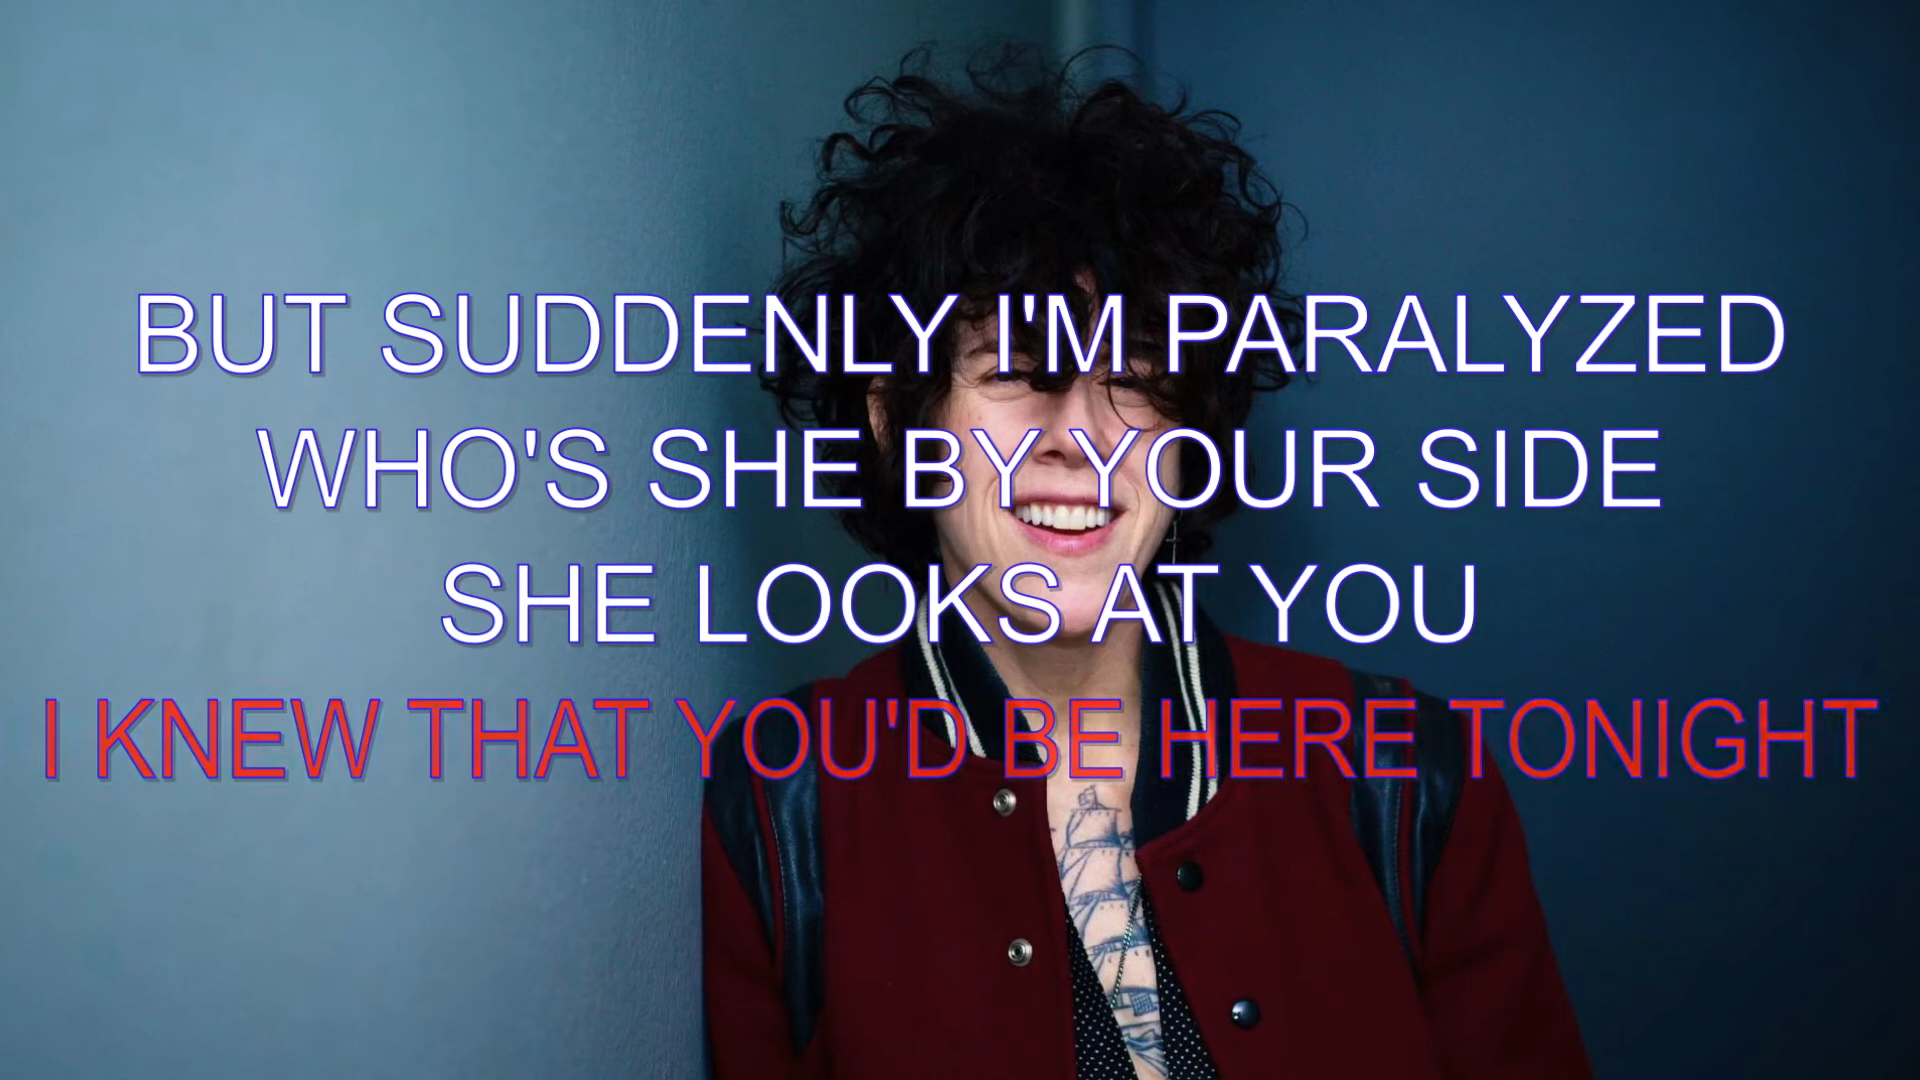 BUT SUDDENLY I'M PARALYZED
WHO'S SHE BY YOUR SIDE
SHE LOOKS AT YOU
I KNEW THAT YOU'D BE HERE TONIGHT